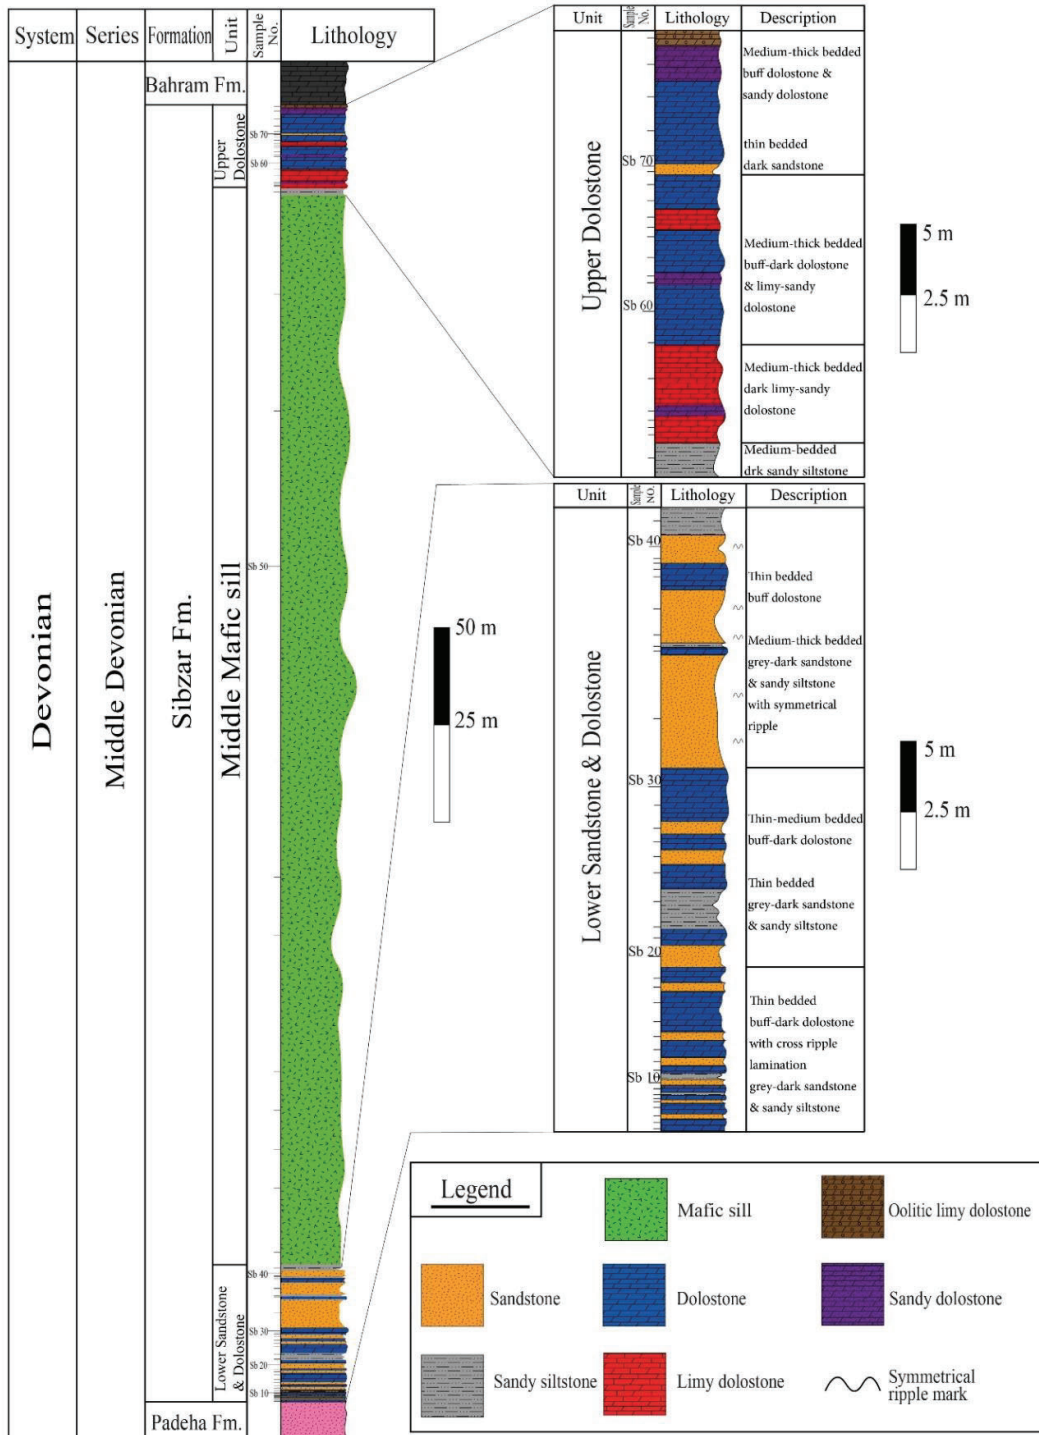 System Series Formation Unit Sample No. Lithology
Bahram Fm.
Devonian
Middle Devonian
Sibzar Fm.
Upper Dolostone
Middle Mafic sill
Lower Sandstone & Dolostone
Padeha Fm.
Sb 70
Sb 60
Sb 50
Sb 40
Sb 30
Sb 20
Sb 10
50 m
25 m
Unit Sample No. Lithology Description
Upper Dolostone
Sb 70
Sb 60
Medium-thick bedded
buff dolostone &
sandy dolostone
thin bedded
dark sandstone
Medium-thick bedded
buff-dark dolostone
& limy-sandy
dolostone
Medium-thick bedded
dark limy-sandy
dolostone
Medium-bedded
drk sandy siltstone
5 m
2.5 m
Unit Sample NO. Lithology Description
Lower Sandstone & Dolostone
Sb 40
Sb 30
Sb 20
Sb 10
Thin bedded
buff dolostone
Medium-thick bedded
grey-dark sandstone
& sandy siltstone
with symmetrical
ripple
Thin-medium bedded
buff-dark dolostone
Thin bedded
grey-dark sandstone
& sandy siltstone
Thin bedded
buff-dark dolostone
with cross ripple
lamination
grey-dark sandstone
& sandy siltstone
5 m
2.5 m
Legend
Mafic sill
Oolitic limy dolostone
Sandstone
Dolostone
Sandy dolostone
Sandy siltstone
Limy dolostone
Symmetrical
ripple mark